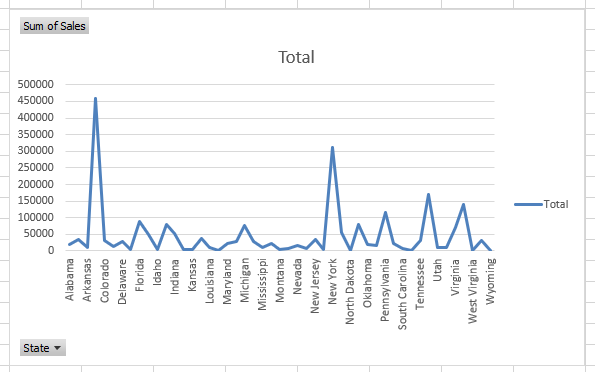 Sum of Sales
Total
500000
450000
400000
350000
300000
250000
200000
150000
100000
50000
0
Total
Alabama
Arkansas
Colorado
Delaware
Florida
Idaho
Indiana
Kansas
Louisiana
Maryland
Michigan
Mississippi
Montana
Nevada
New Jersey
New York
North Dakota
Oklahoma
Pennsylvania
South Carolina
Tennessee
Utah
Virginia
West Virginia
Wyoming
State